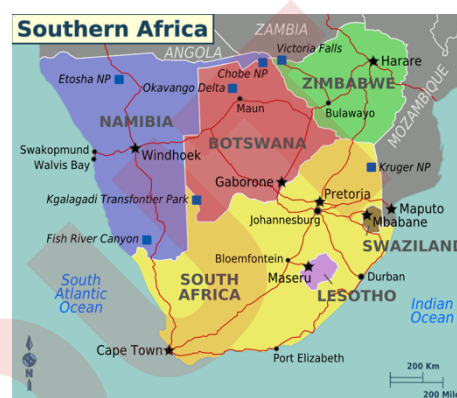 Southern Africa
ZAMBIA
ANGOLA
Victoria Falls
Harare
Chobe NP
Etosha NP
Okavango Delta
ZIMBABWE
Maun
Bulawayo
MOZAMBIQUE
NAMIBIA
BOTSWANA
Swakopmund
Windhoek
Walvis Bay
Kruger NP
Gaborone
Pretoria
Kgalagadi Transfontier Park
Maputo
Johannesburg
Mbabane
Fish River Canyon
SWAZILAND
Bloemfontein
South
Atlantic
Ocean
SOUTH
AFRICA
Maseru
Durban
LESOTHO
Indian
Ocean
Cape Town
Port Elizabeth
N
200 Km
200 Mile